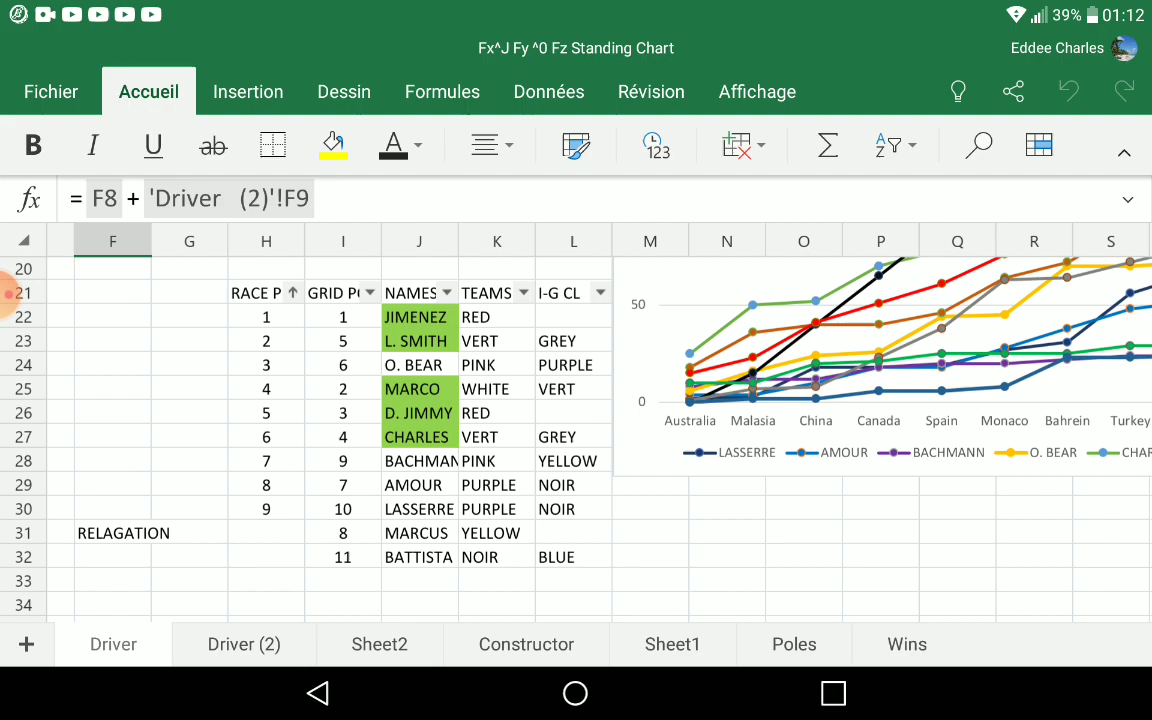 39% 01:12
Fx^J Fy ^0 Fz Standing Chart
Eddee Charles
Fichier Accueil Insertion Dessin Formules Données Révision Affichage
B I U ab A 123 Σ A Z
fx = F8 + 'Driver (2)'!F9
F G H I J K L M N O P Q R S
20
21 RACE P GRID P( NAMES TEAMS I-G CL
22 1 1 JIMENEZ RED
23 2 5 L. SMITH VERT GREY
24 3 6 O. BEAR PINK PURPLE
25 4 2 MARCO WHITE VERT
26 5 3 D. JIMMY RED
27 6 4 CHARLES VERT GREY
28 7 9 BACHMAN PINK YELLOW
29 8 7 AMOUR PURPLE NOIR
30 9 10 LASSERRE PURPLE NOIR
31 RELAGATION 8 MARCUS YELLOW
32 11 BATTISTA NOIR BLUE
33
34
50
0
Australia Malasia China Canada Spain Monaco Bahrein Turkey
LASSERRE AMOUR BACHMANN O. BEAR CHAR
+ Driver Driver (2) Sheet2 Constructor Sheet1 Poles Wins